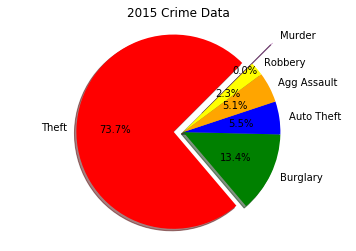 2015 Crime Data
Murder
Robbery
0.0%
Agg Assault
2.3%
5.1%
Auto Theft
5.5%
Theft
73.7%
13.4%
Burglary